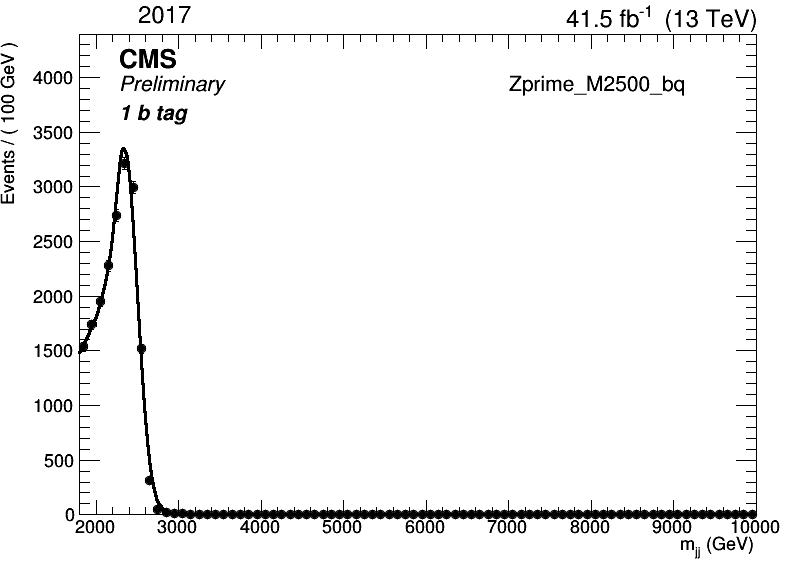 2017
41.5 fb-1 (13 TeV)
CMS
Preliminary
1 b tag
Zprime_M2500_bq
Events / ( 100 GeV )
4000
3500
3000
2500
2000
1500
1000
500
0
2000 3000 4000 5000 6000 7000 8000 9000 10000
mjj (GeV)